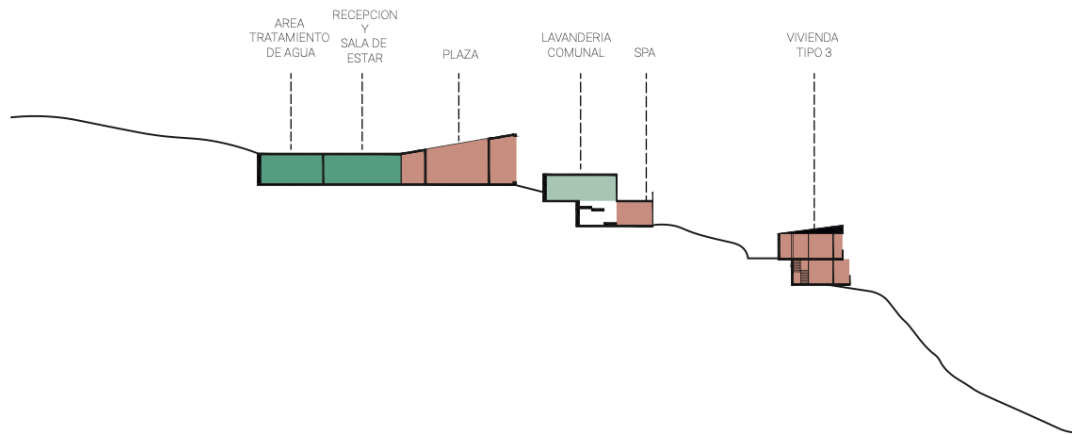 AREA
TRATAMIENTO
DE AGUA
RECEPCION
Y
SALA DE
ESTAR
PLAZA
LAVANDERIA
COMUNAL
SPA
VIVIENDA
TIPO 3